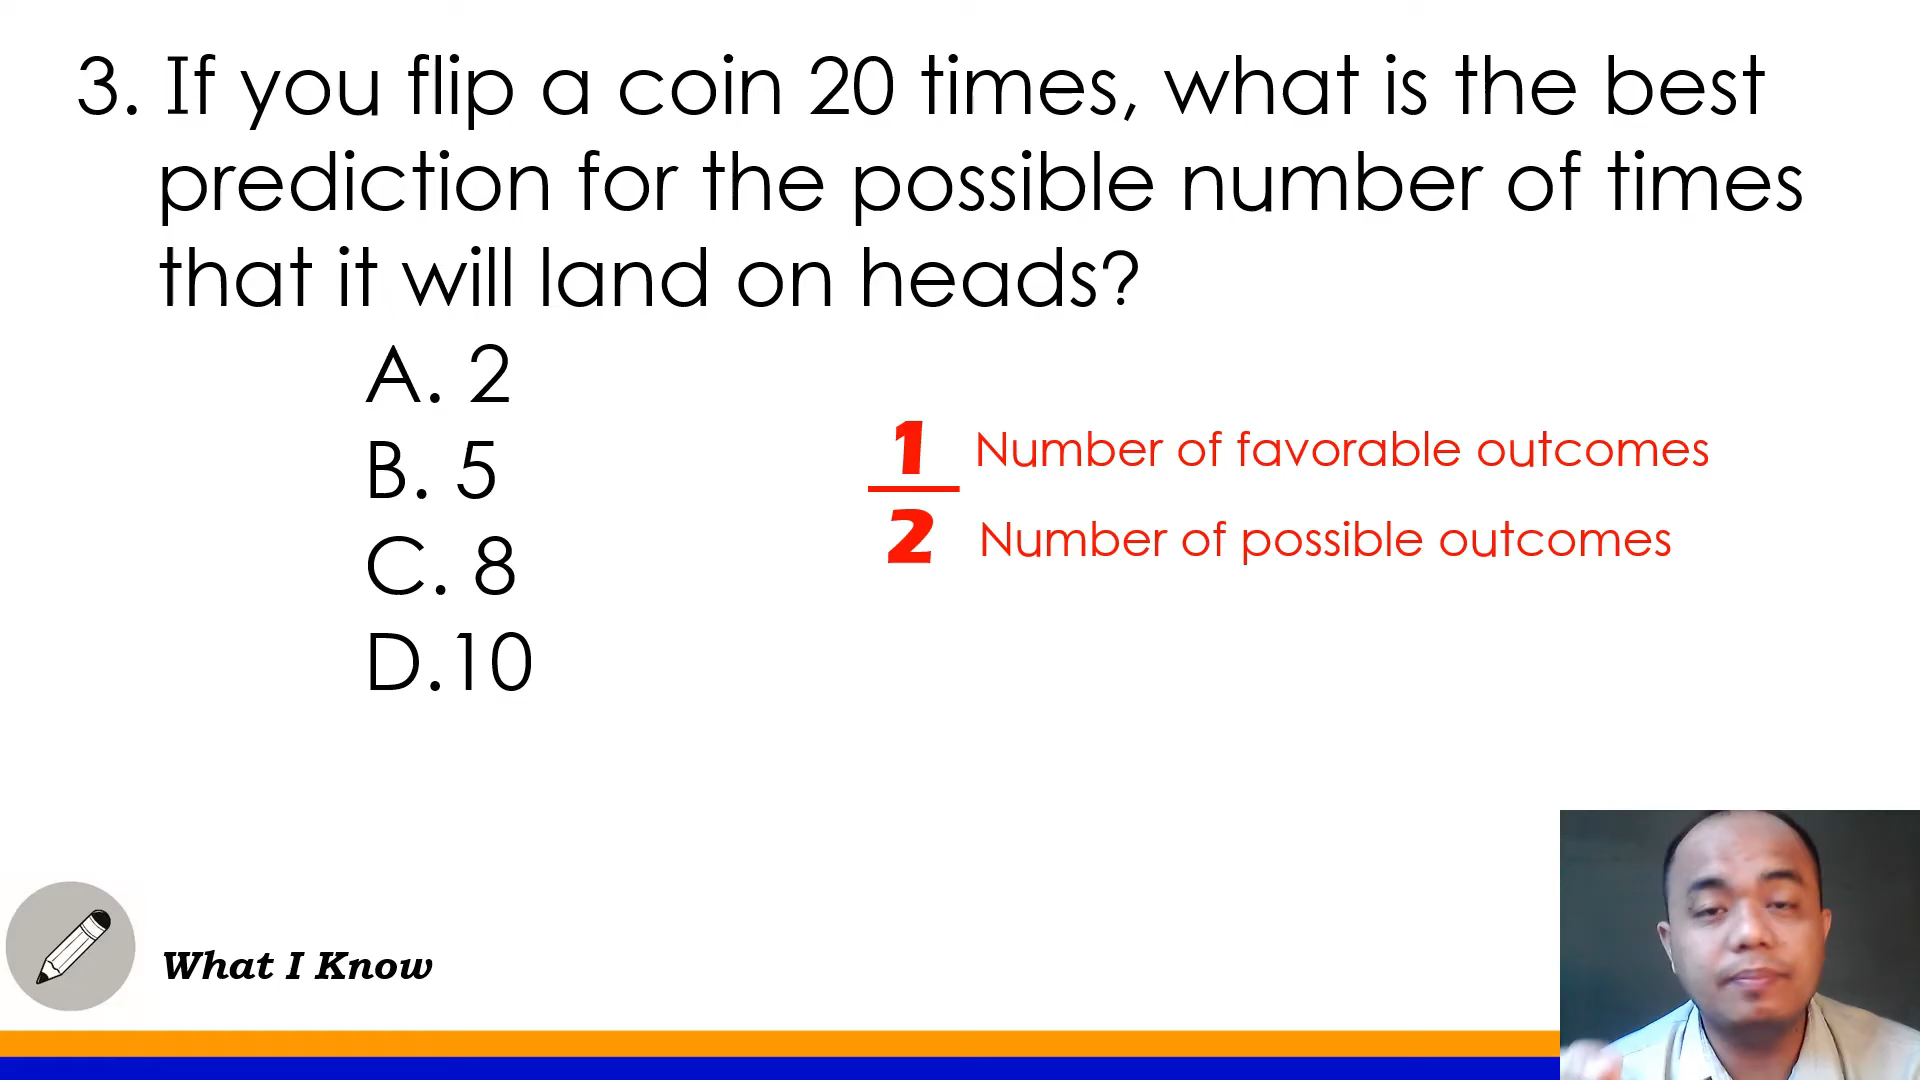 3. If you flip a coin 20 times, what is the best
prediction for the possible number of times
that it will land on heads?
A. 2
B. 5
C. 8
D.10
1 Number of favorable outcomes
2 Number of possible outcomes
What I Know